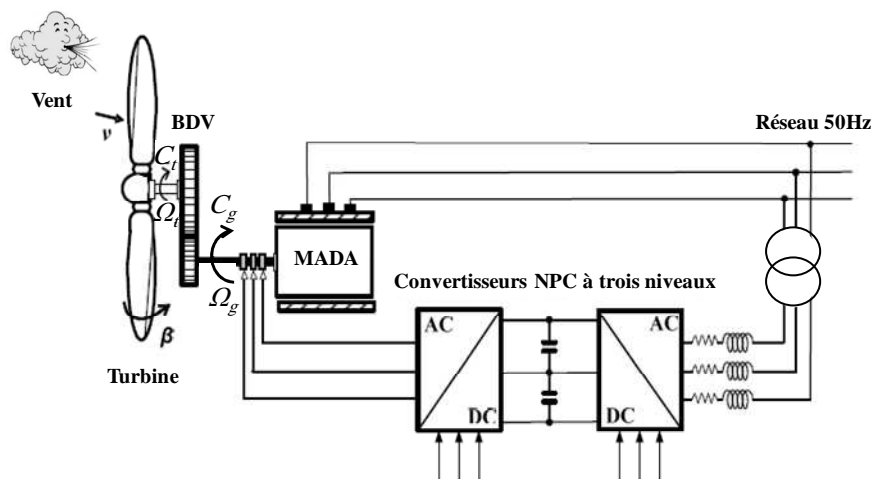 Vent
v
BDV
Réseau 50Hz
C_t
Ω_t
C_g
Ω_g
MADA
β
Turbine
Convertisseurs NPC à trois niveaux
AC
DC
AC
DC